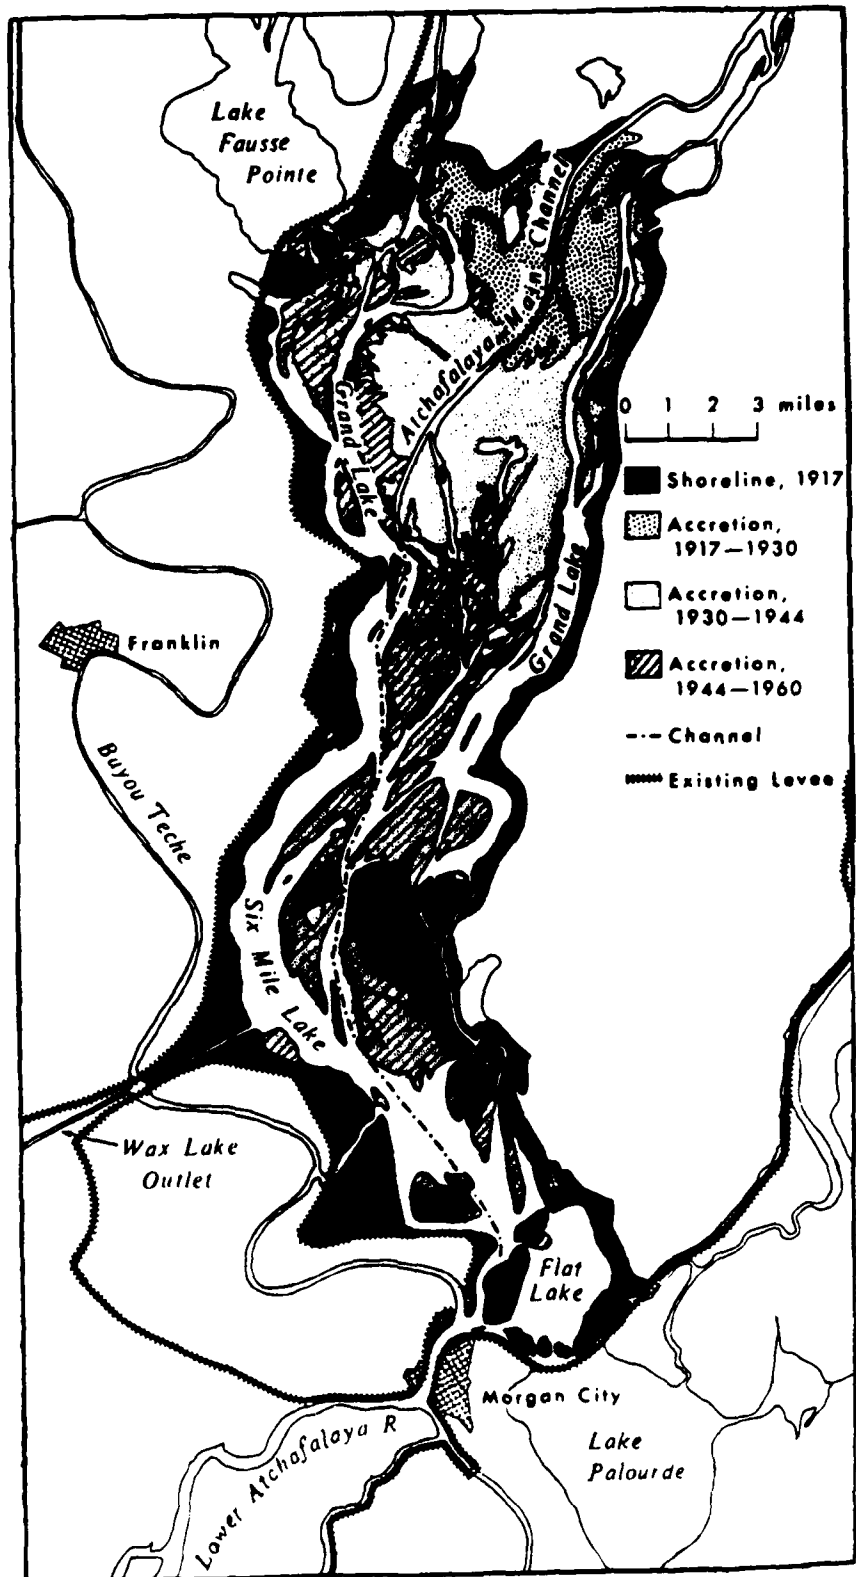 Lake
Fausse
Pointe
Atchafalaya Main Channel
Grand Lake
0 1 2 3 miles
Shoreline, 1917
Accretion,
1917—1930
Accretion,
1930—1944
Accretion,
1944—1960
Channel
Existing Levee
Grand Lake
Franklin
Buyou Teche
Six Mile Lake
Wax Lake
Outlet
Flat
Lake
Morgan City
Lower Atchafalaya R
Lake
Palourde